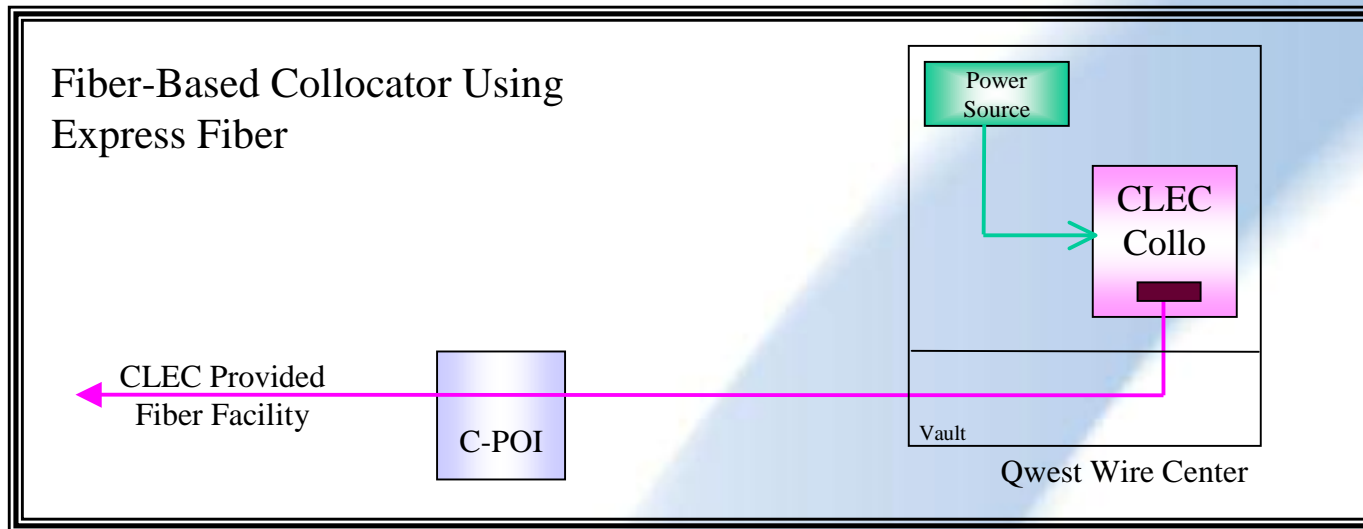 Fiber-Based Collocator Using
Express Fiber
Power
Source
CLEC
Collo
CLEC Provided
Fiber Facility
C-POI
Vault
Qwest Wire Center